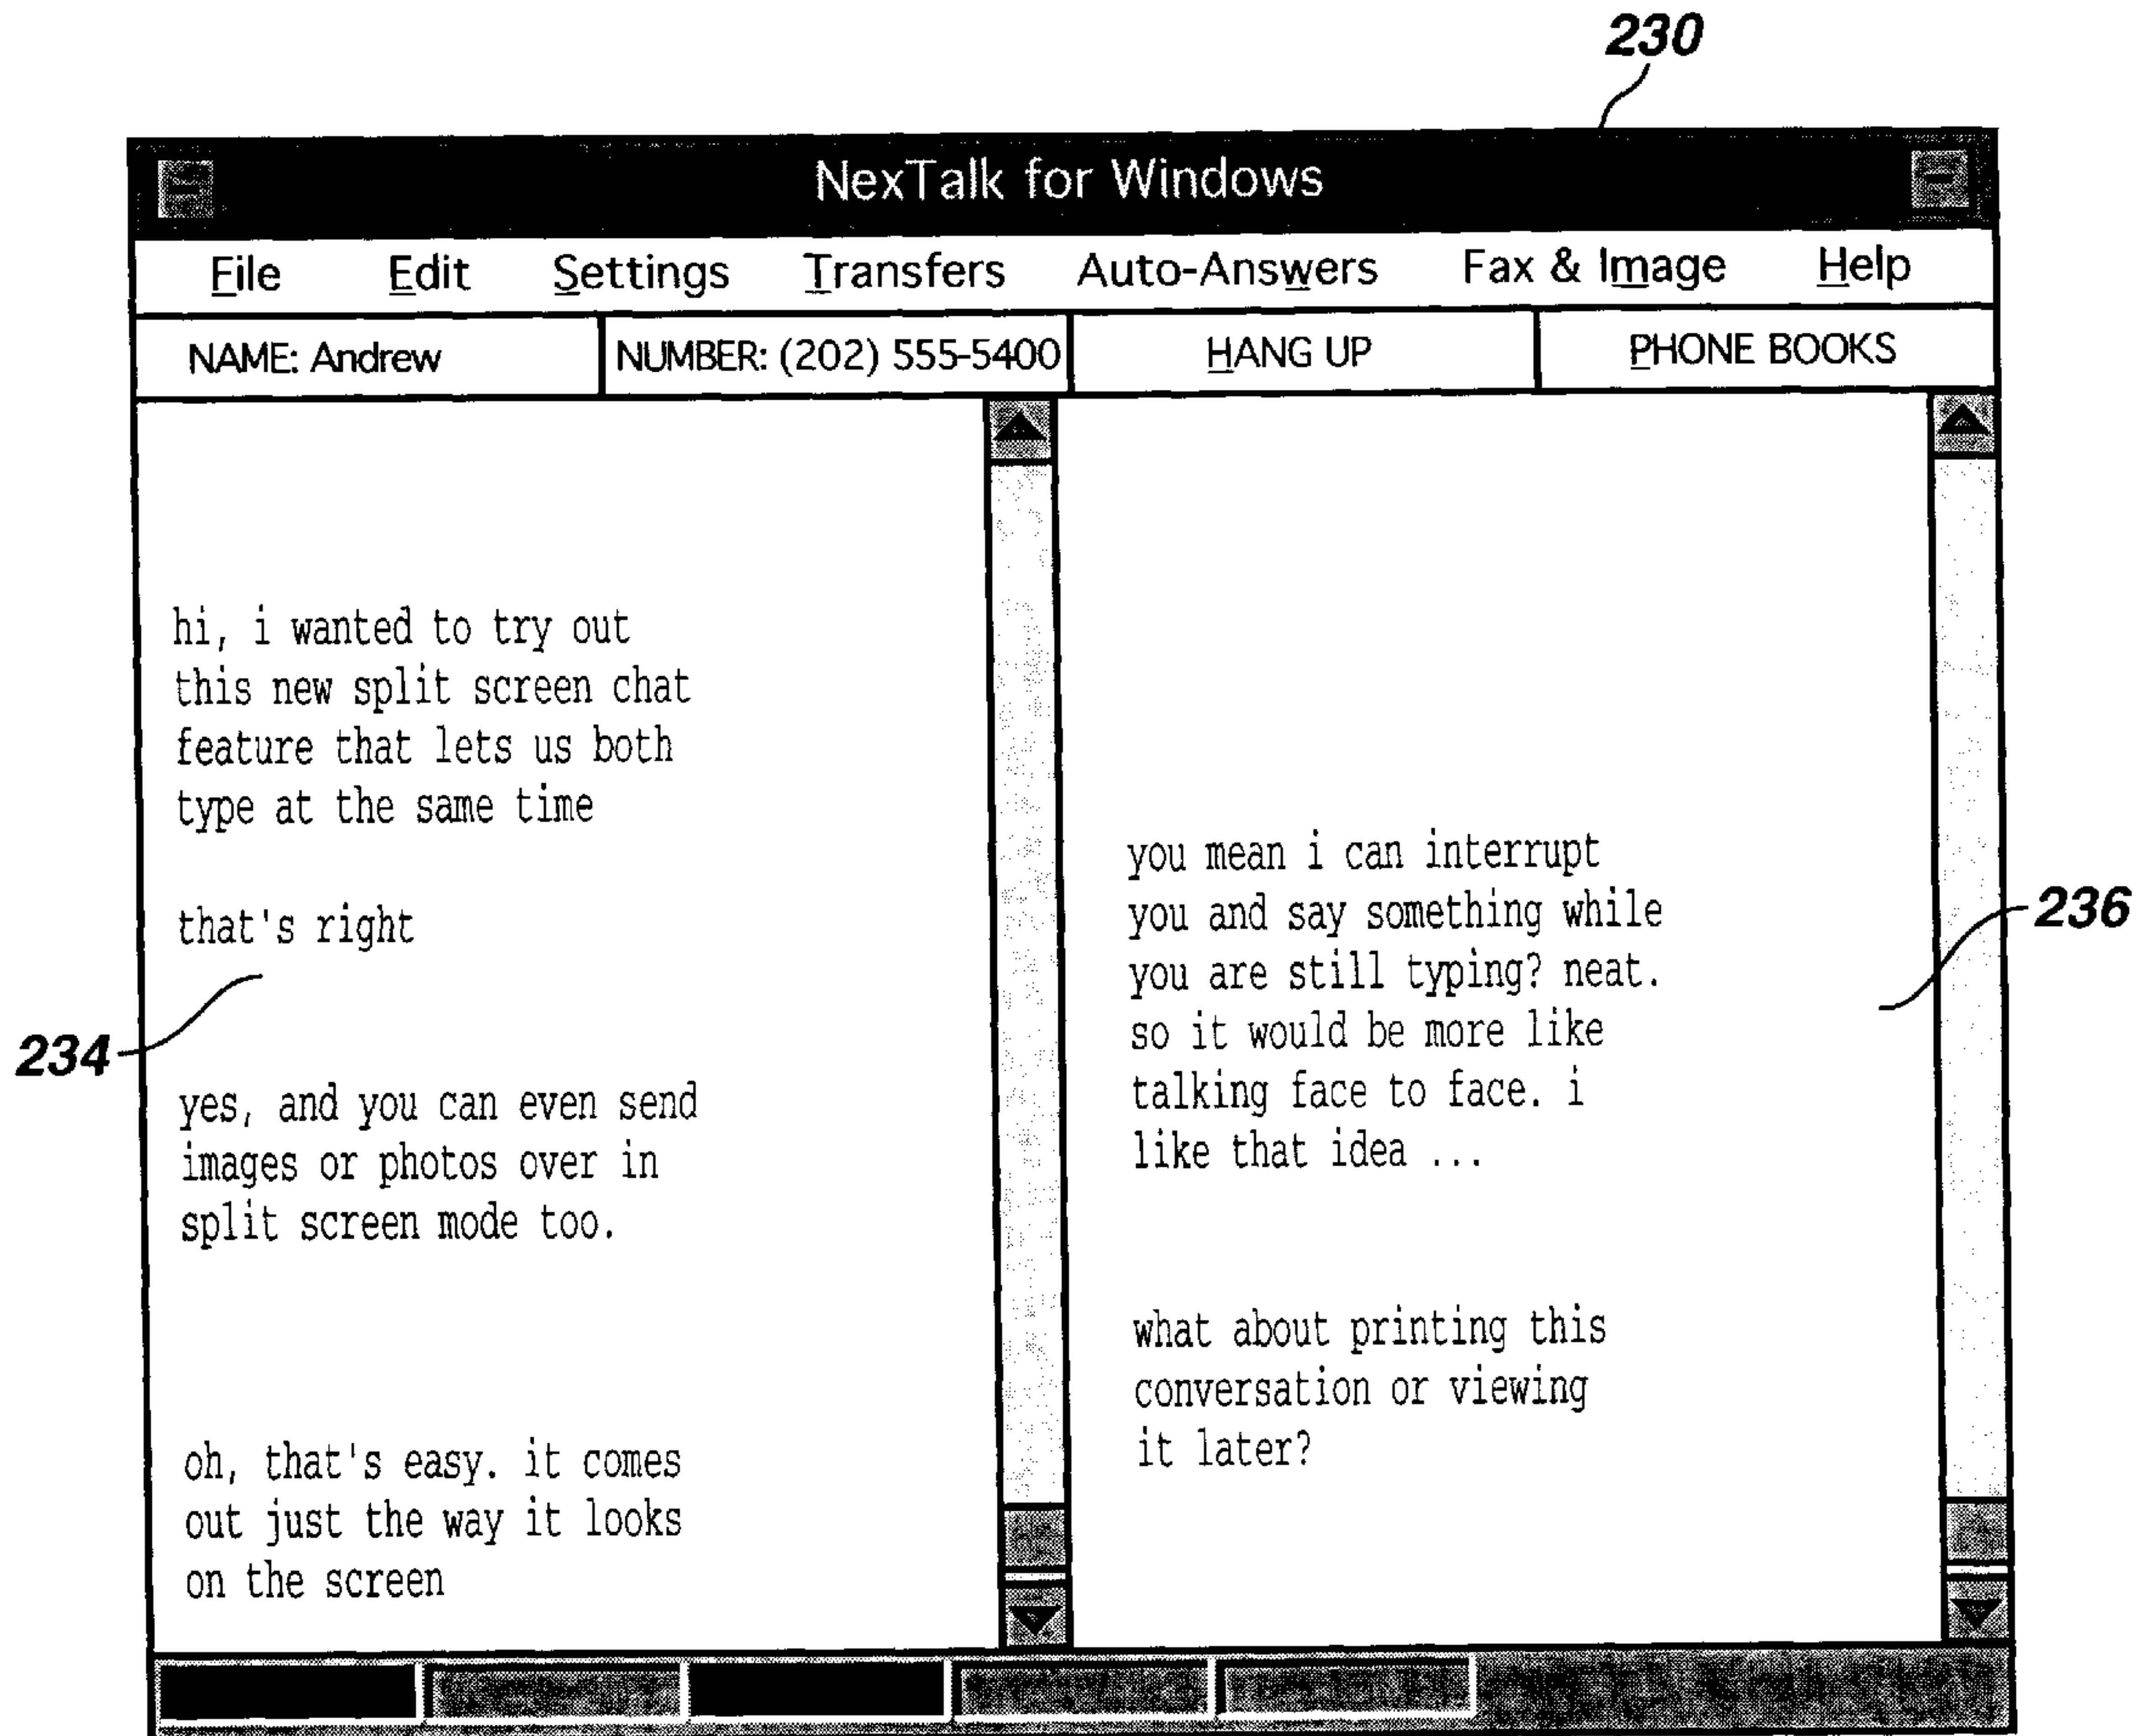 230
NexTalk for Windows
File Edit Settings Transfers Auto-Answers Fax & Image Help
NAME: Andrew NUMBER: (202) 555-5400 HANG UP PHONE BOOKS
hi, i wanted to try out
this new split screen chat
feature that lets us both
type at the same time
that's right
234
yes, and you can even send
images or photos over in
split screen mode too.
oh, that's easy. it comes
out just the way it looks
on the screen
you mean i can interrupt
you and say something while
you are still typing? neat.
so it would be more like
talking face to face. i
like that idea ...
236
what about printing this
conversation or viewing
it later?